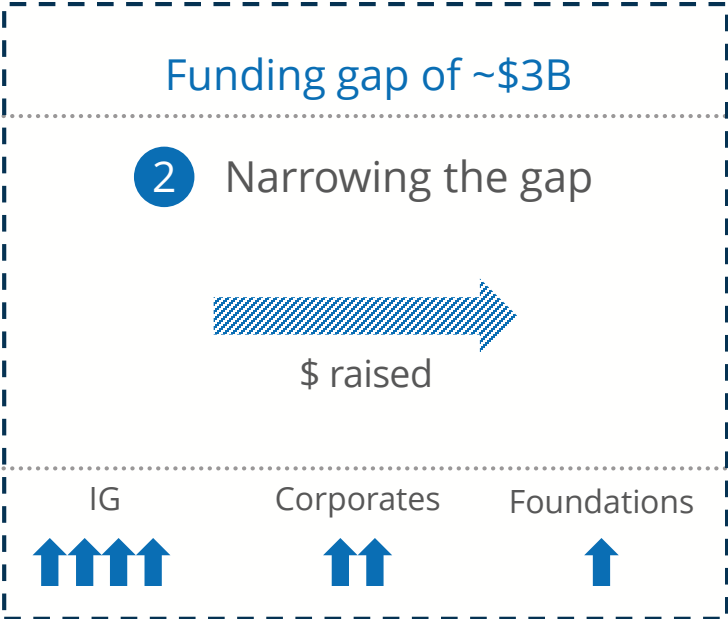 Funding gap of ~$3B
2 Narrowing the gap
$ raised
IG Corporates Foundations